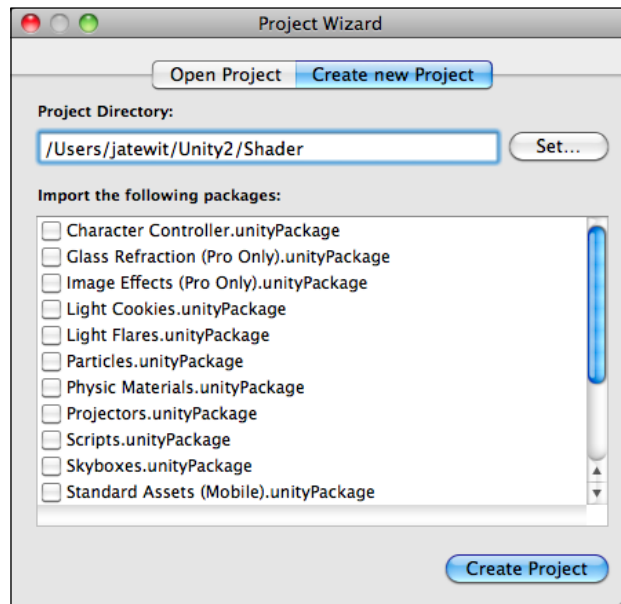 Project Wizard
Open Project Create new Project
Project Directory:
/Users/jatewit/Unity2/Shader Set...
Import the following packages:
Character Controller.unityPackage
Glass Refraction (Pro Only).unityPackage
Image Effects (Pro Only).unityPackage
Light Cookies.unityPackage
Light Flares.unityPackage
Particles.unityPackage
Physic Materials.unityPackage
Projectors.unityPackage
Scripts.unityPackage
Skyboxes.unityPackage
Standard Assets (Mobile).unityPackage
Create Project